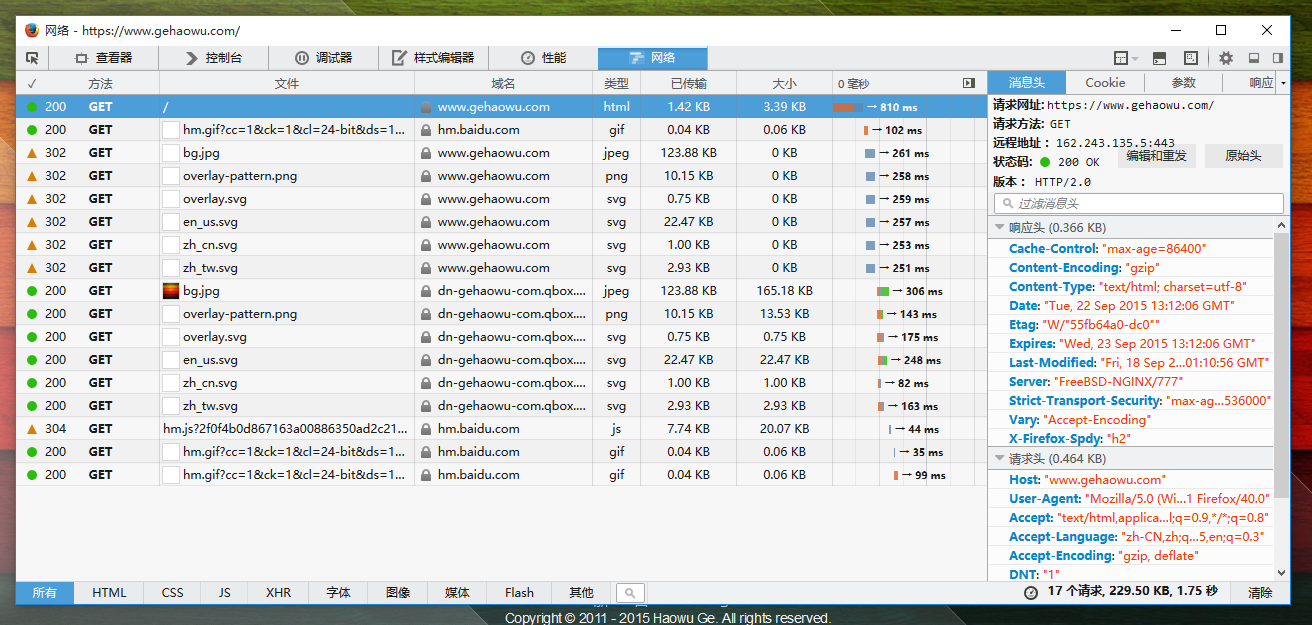 网络 - https://www.gehaowu.com/
查看器 控制台 调试器 样式编辑器 性能 网络
✓ 方法 文件 域名 类型 已传输 大小 0 毫秒
200 GET / www.gehaowu.com html 1.42 KB 3.39 KB → 810 ms
200 GET hm.gif?cc=1&ck=1&cl=24-bit&ds=1... hm.baidu.com gif 0.04 KB 0.06 KB → 102 ms
302 GET bg.jpg www.gehaowu.com jpeg 123.88 KB 0 KB → 261 ms
302 GET overlay-pattern.png www.gehaowu.com png 10.15 KB 0 KB → 258 ms
302 GET overlay.svg www.gehaowu.com svg 0.75 KB 0 KB → 259 ms
302 GET en_us.svg www.gehaowu.com svg 22.47 KB 0 KB → 257 ms
302 GET zh_cn.svg www.gehaowu.com svg 1.00 KB 0 KB → 253 ms
302 GET zh_tw.svg www.gehaowu.com svg 2.93 KB 0 KB → 251 ms
200 GET bg.jpg dn-gehaowu-com.qbox.... jpeg 123.88 KB 165.18 KB → 306 ms
200 GET overlay-pattern.png dn-gehaowu-com.qbox.... png 10.15 KB 13.53 KB → 143 ms
200 GET overlay.svg dn-gehaowu-com.qbox.... svg 0.75 KB 0.75 KB → 175 ms
200 GET en_us.svg dn-gehaowu-com.qbox.... svg 22.47 KB 22.47 KB → 248 ms
200 GET zh_cn.svg dn-gehaowu-com.qbox.... svg 1.00 KB 1.00 KB → 82 ms
200 GET zh_tw.svg dn-gehaowu-com.qbox.... svg 2.93 KB 2.93 KB → 163 ms
304 GET hm.js?2f0f4b0d867163a00886350ad2c21... hm.baidu.com js 7.74 KB 20.07 KB → 44 ms
200 GET hm.gif?cc=1&ck=1&cl=24-bit&ds=1... hm.baidu.com gif 0.04 KB 0.06 KB → 35 ms
200 GET hm.gif?cc=1&ck=1&cl=24-bit&ds=1... hm.baidu.com gif 0.04 KB 0.06 KB → 99 ms
消息头 Cookie 参数 响应
请求网址: https://www.gehaowu.com/
请求方法: GET
远程地址： 162.243.135.5:443
状态码: 200 OK 编辑和重发 原始头
版本： HTTP/2.0
过滤消息头
响应头 (0.366 KB)
Cache-Control: "max-age=86400"
Content-Encoding: "gzip"
Content-Type: "text/html; charset=utf-8"
Date: "Tue, 22 Sep 2015 13:12:06 GMT"
Etag: "W/"55fb64a0-dc0""
Expires: "Wed, 23 Sep 2015 13:12:06 GMT"
Last-Modified: "Fri, 18 Sep 2...01:10:56 GMT"
Server: "FreeBSD-NGINX/777"
Strict-Transport-Security: "max-ag...536000"
Vary: "Accept-Encoding"
X-Firefox-Spdy: "h2"
请求头 (0.464 KB)
Host: "www.gehaowu.com"
User-Agent: "Mozilla/5.0 (Wi...1 Firefox/40.0"
Accept: "text/html,applica...l;q=0.9,*/*;q=0.8"
Accept-Language: "zh-CN,zh;q...5,en;q=0.3"
Accept-Encoding: "gzip, deflate"
DNT: "1"
所有 HTML CSS JS XHR 字体 图像 媒体 Flash 其他 17 个请求, 229.50 KB, 1.75 秒 清除
Copyright © 2011 - 2015 Haowu Ge. All rights reserved.